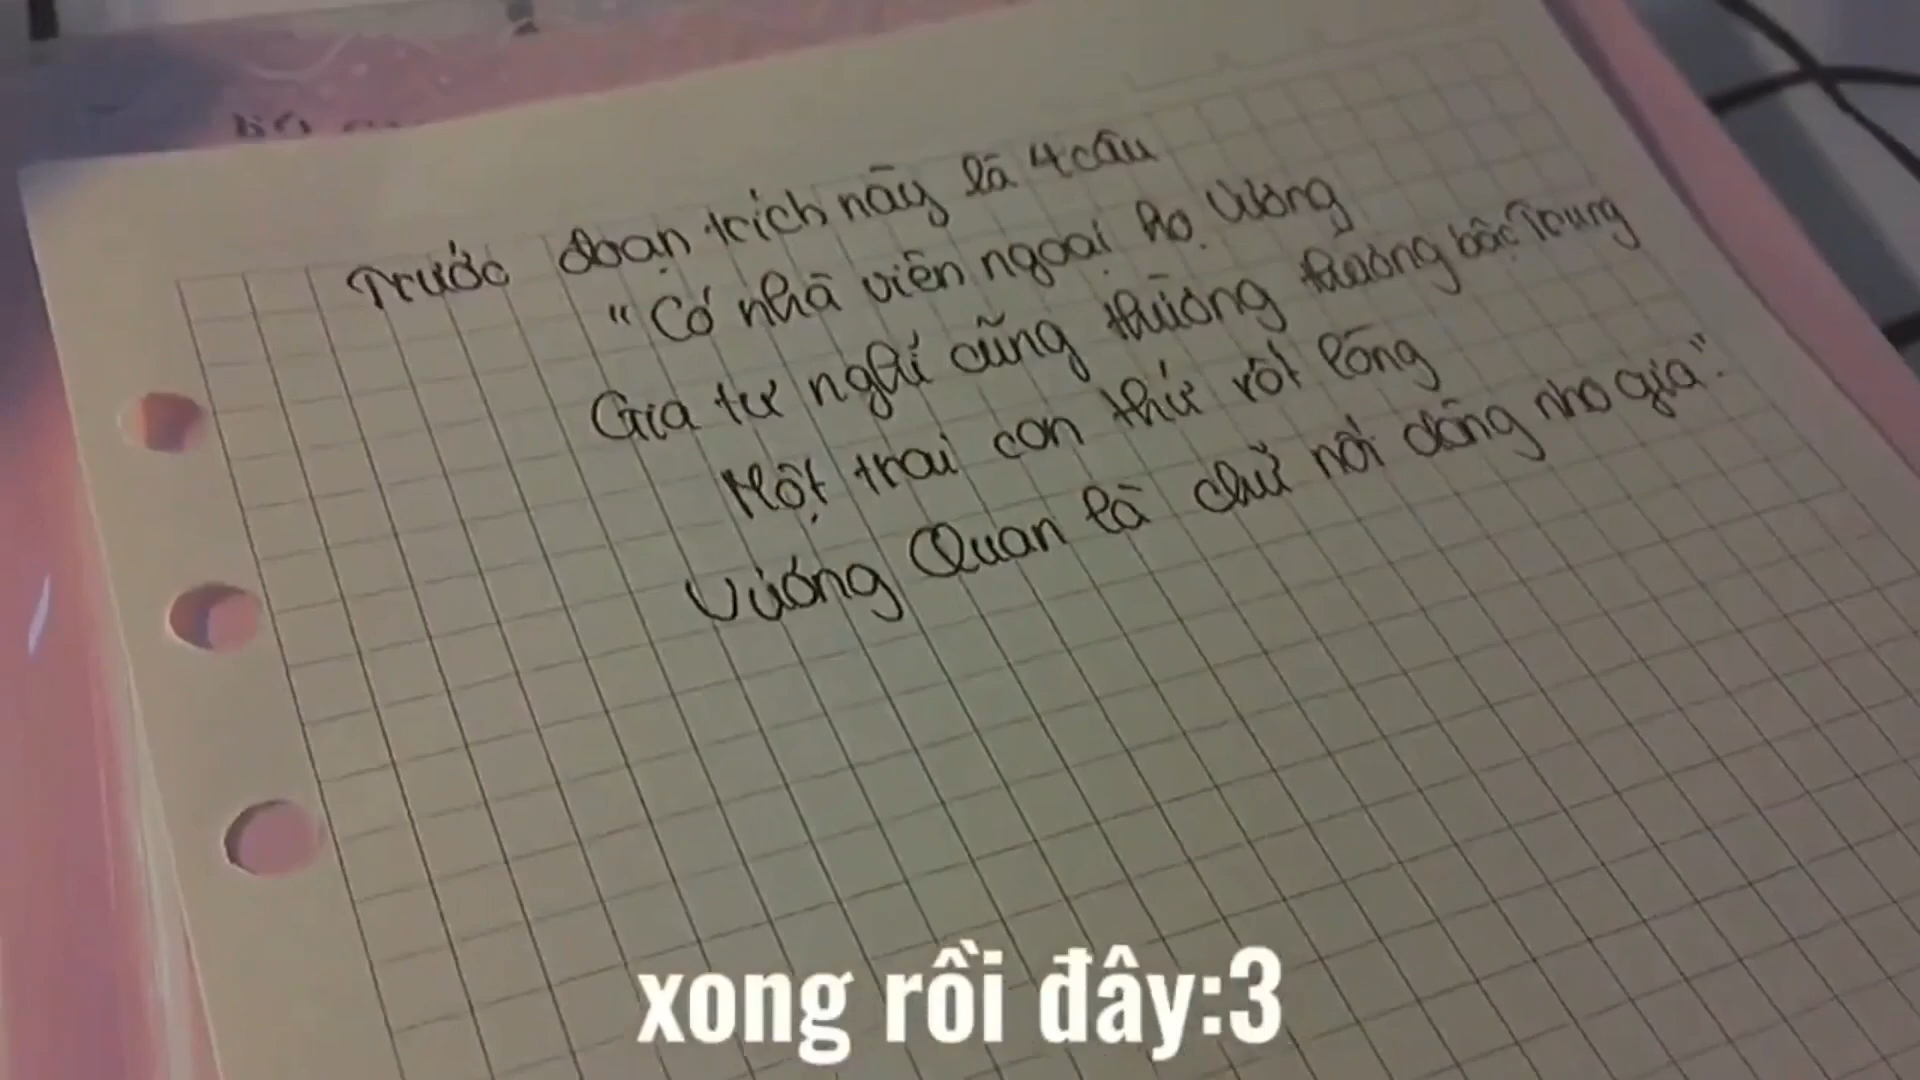 Trước đoạn trích này là 4 câu
"Có nhà viên ngoại họ Vương
Gia tư nghỉ cũng thường thường bậc Trung
Một trai con thứ rốt lòng
Vương Quan là chữ nối dòng nho gia".
xong rồi đây:3